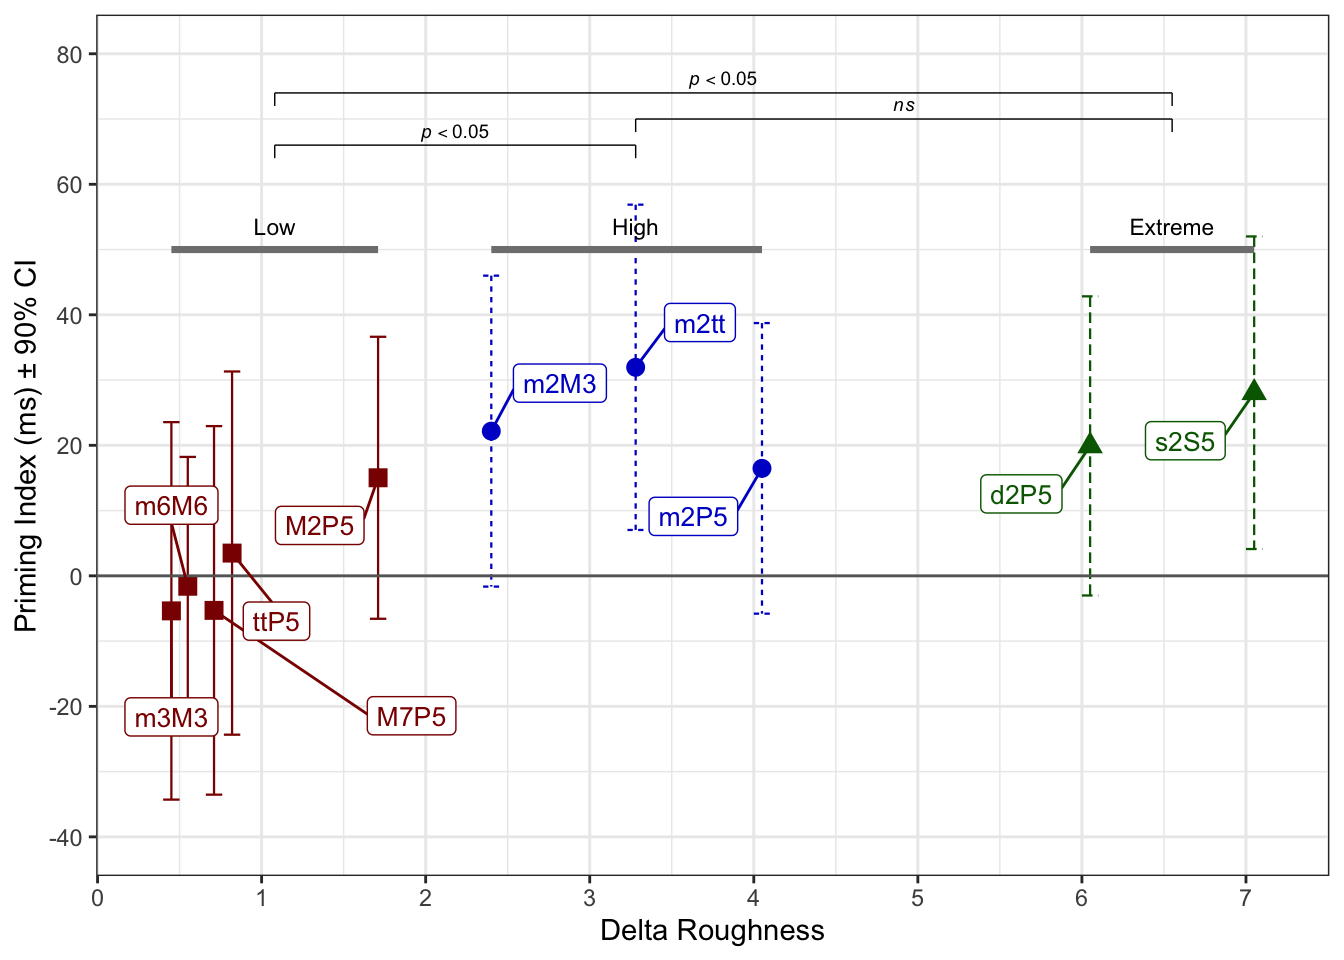 80
60
40
20
0
-20
-40
Priming Index (ms) ± 90% CI
p < 0.05
ns
p < 0.05
Low
High
Extreme
m2tt
m2M3
m6M6
M2P5
m2P5
s2S5
d2P5
ttP5
m3M3
M7P5
0 1 2 3 4 5 6 7
Delta Roughness